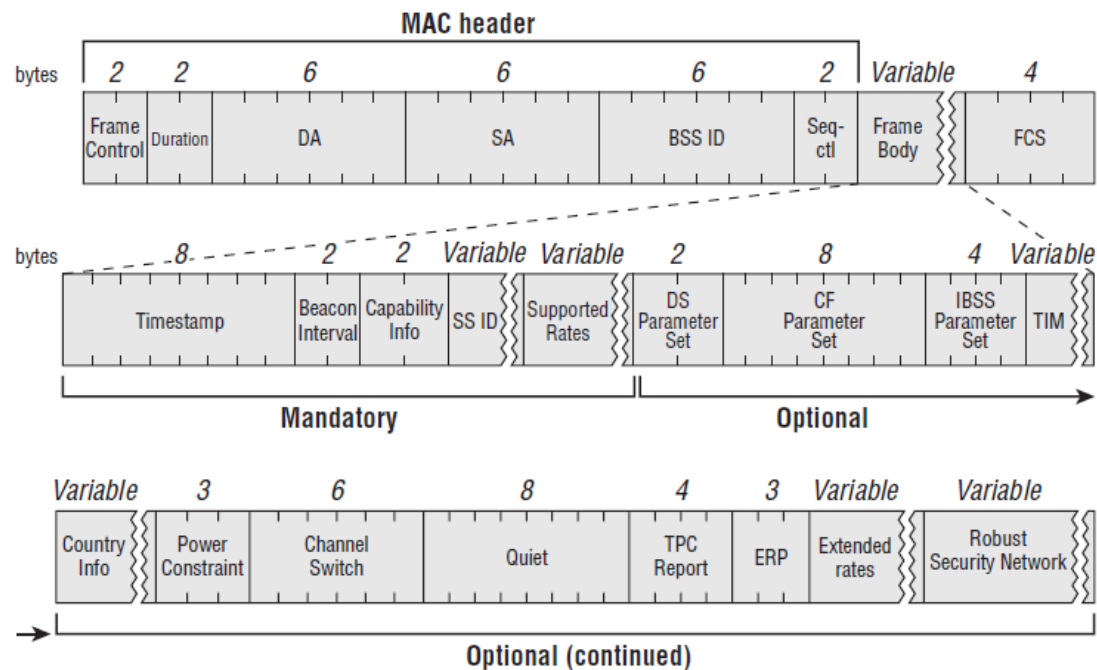 MAC header
bytes 2 2 6 6 6 2 Variable 4
Frame Control Duration DA SA BSS ID Seq-ctl Frame Body FCS
bytes 8 2 2 Variable Variable 2 8 4 Variable
Timestamp Beacon Interval Capability Info SS ID Supported Rates DS Parameter Set CF Parameter Set IBSS Parameter Set TIM
Mandatory Optional
Variable 3 6 8 4 3 Variable Variable
Country Info Power Constraint Channel Switch Quiet TPC Report ERP Extended rates Robust Security Network
Optional (continued)